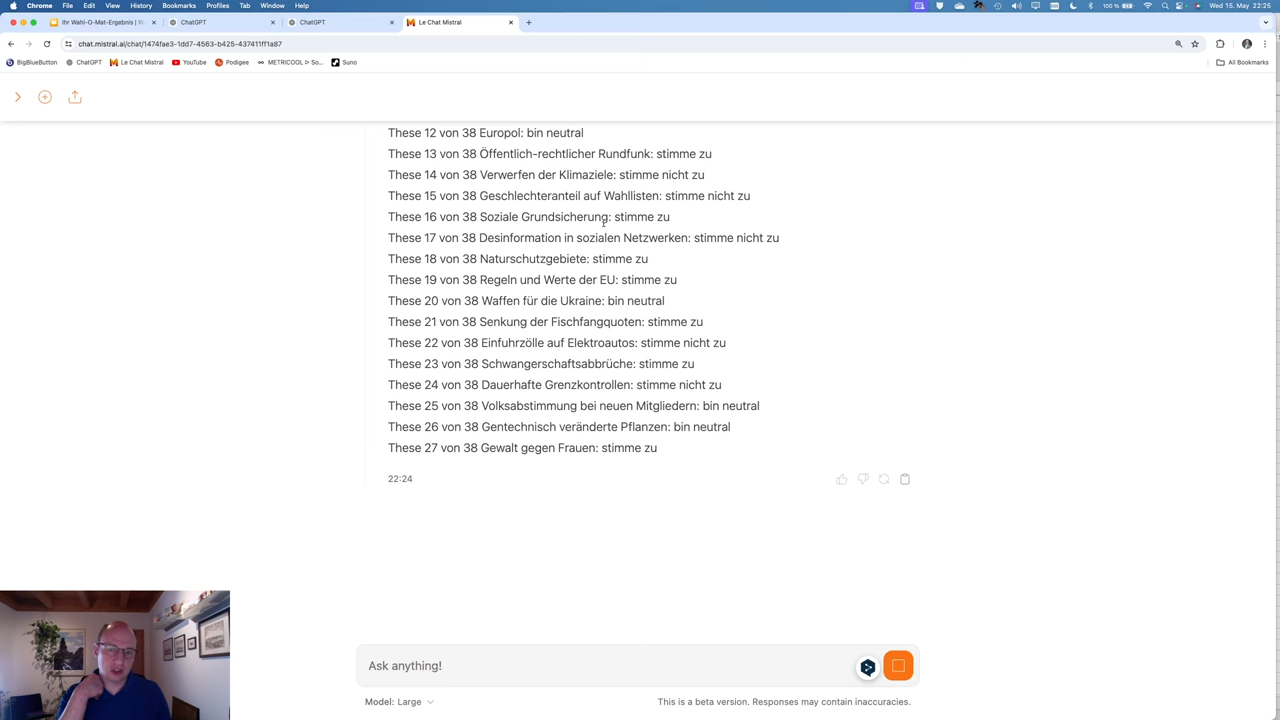 Chrome File Edit View History Bookmarks Profiles Tab Window Help 100 % Wed 15. May 22:25
Ihr Wahl-O-Mat-Ergebnis | W ChatGPT ChatGPT Le Chat Mistral
chat.mistral.ai/chat/1474fae3-1dd7-4563-b425-437411ff1a87
BigBlueButton ChatGPT Le Chat Mistral YouTube Podigee METRICOOL ᐅ So... Suno All Bookmarks
These 12 von 38 Europol: bin neutral
These 13 von 38 Öffentlich-rechtlicher Rundfunk: stimme zu
These 14 von 38 Verwerfen der Klimaziele: stimme nicht zu
These 15 von 38 Geschlechteranteil auf Wahllisten: stimme nicht zu
These 16 von 38 Soziale Grundsicherung: stimme zu
These 17 von 38 Desinformation in sozialen Netzwerken: stimme nicht zu
These 18 von 38 Naturschutzgebiete: stimme zu
These 19 von 38 Regeln und Werte der EU: stimme zu
These 20 von 38 Waffen für die Ukraine: bin neutral
These 21 von 38 Senkung der Fischfangquoten: stimme zu
These 22 von 38 Einfuhrzölle auf Elektroautos: stimme nicht zu
These 23 von 38 Schwangerschaftsabbrüche: stimme zu
These 24 von 38 Dauerhafte Grenzkontrollen: stimme nicht zu
These 25 von 38 Volksabstimmung bei neuen Mitgliedern: bin neutral
These 26 von 38 Gentechnisch veränderte Pflanzen: bin neutral
These 27 von 38 Gewalt gegen Frauen: stimme zu
22:24
Ask anything!
Model: Large This is a beta version. Responses may contain inaccuracies.